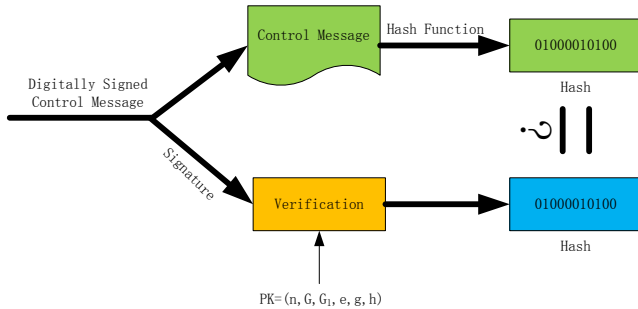 Control Message
Hash Function
01000010100
Hash
Digitally Signed
Control Message
?
Signature
Verification
01000010100
Hash
PK=(n,G,G₁,e,g,h)